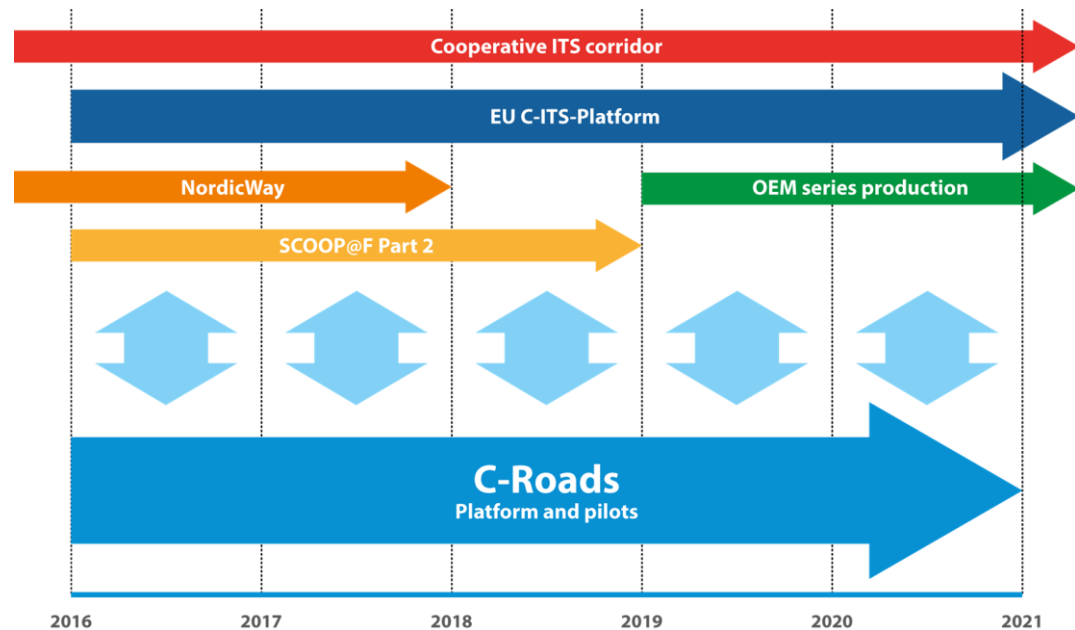 Cooperative ITS corridor
EU C-ITS-Platform
NordicWay
OEM series production
SCOOP@F Part 2
C-Roads
Platform and pilots
2016
2017
2018
2019
2020
2021